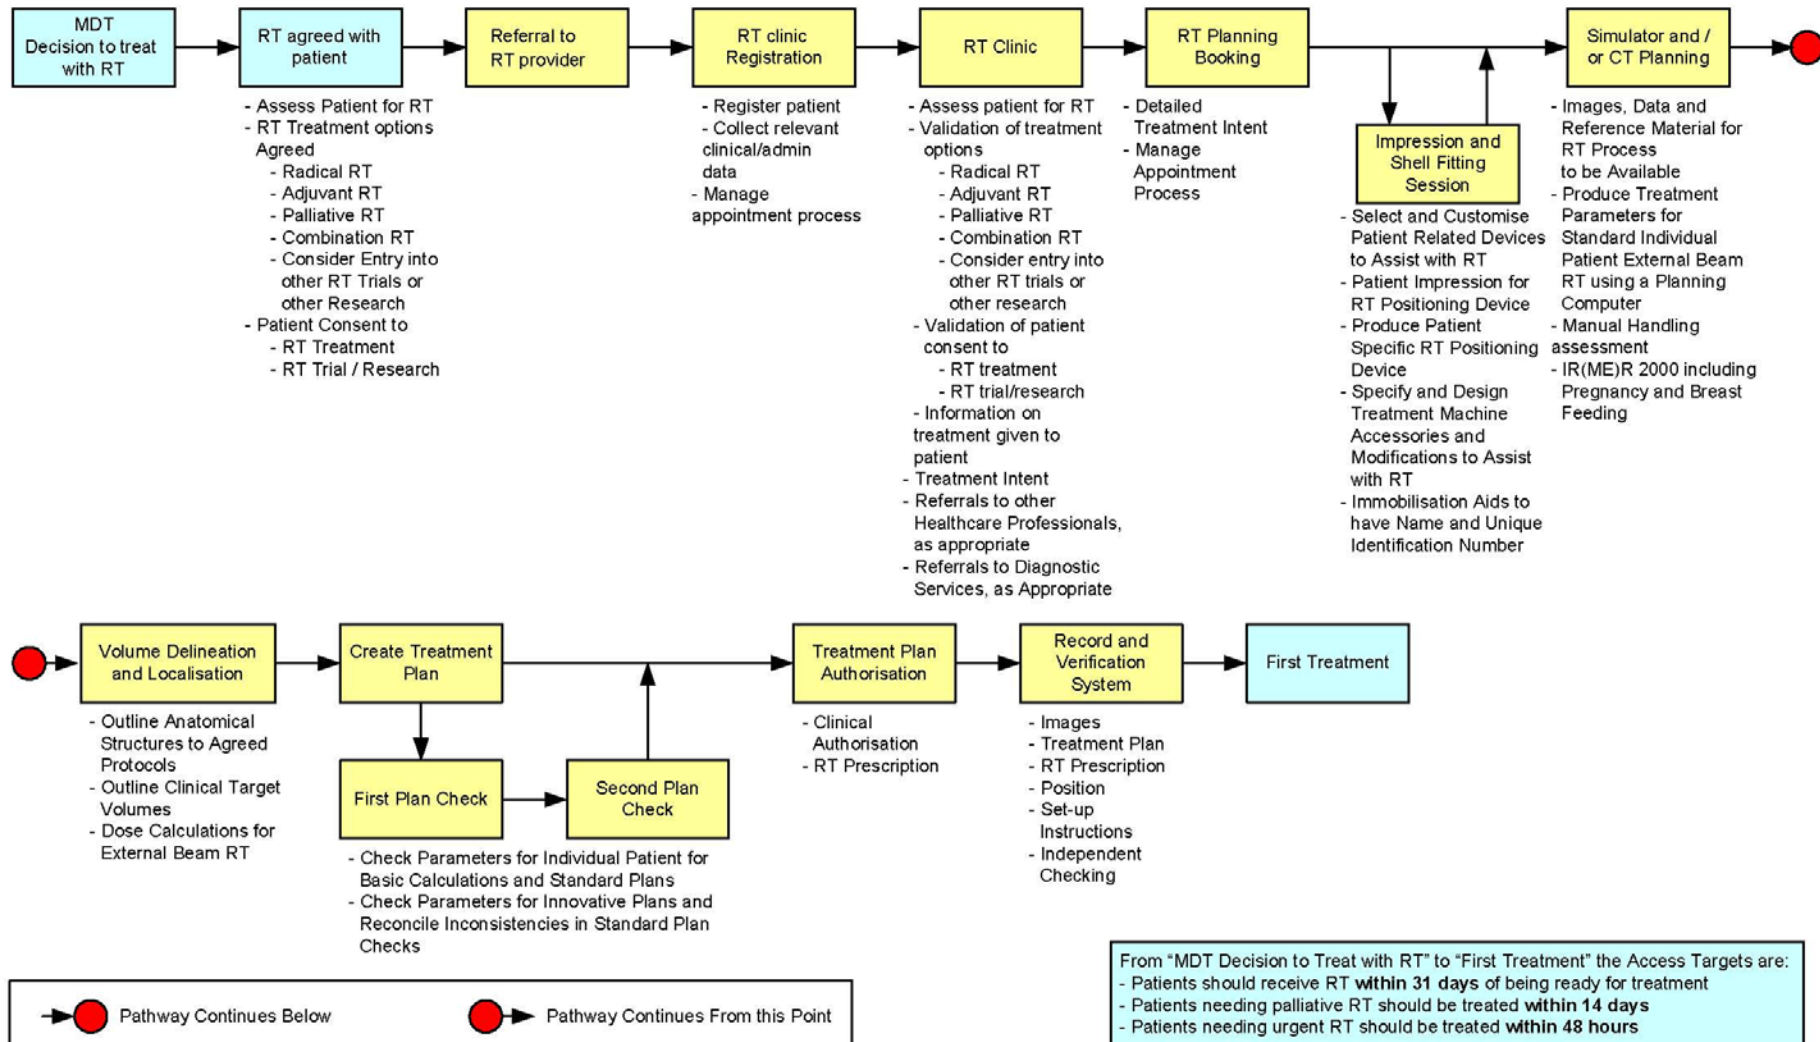 MDT
Decision to treat
with RT
RT agreed with
patient
Referral to
RT provider
RT clinic
Registration
RT Clinic
RT Planning
Booking
Simulator and /
or CT Planning
- Assess Patient for RT
- RT Treatment options
Agreed
- Radical RT
- Adjuvant RT
- Palliative RT
- Combination RT
- Consider Entry into
other RT Trials or
other Research
- Patient Consent to
- RT Treatment
- RT Trial / Research
- Register patient
- Collect relevant
clinical/admin
data
- Manage
appointment process
- Assess patient for RT
- Validation of treatment
options
- Radical RT
- Adjuvant RT
- Palliative RT
- Combination RT
- Consider entry into
other RT trials or
other research
- Validation of patient
consent to
- RT treatment
- RT trial/research
- Information on
treatment given to
patient
- Treatment Intent
- Referrals to other
Healthcare Professionals,
as appropriate
- Referrals to Diagnostic
Services, as Appropriate
- Detailed
Treatment Intent
- Manage
Appointment
Process
Impression and
Shell Fitting
Session
- Select and Customise
Patient Related Devices
to Assist with RT
- Patient Impression for
RT Positioning Device
- Produce Patient
Specific RT Positioning
Device
- Specify and Design
Treatment Machine
Accessories and
Modifications to Assist
with RT
- Immobilisation Aids to
have Name and Unique
Identification Number
- Images, Data and
Reference Material for
RT Process
to be Available
- Produce Treatment
Parameters for
Standard Individual
Patient External Beam
RT using a Planning
Computer
- Manual Handling
assessment
- IR(ME)R 2000 including
Pregnancy and Breast
Feeding
Volume Delineation
and Localisation
Create Treatment
Plan
Treatment Plan
Authorisation
Record and
Verification
System
First Treatment
- Outline Anatomical
Structures to Agreed
Protocols
- Outline Clinical Target
Volumes
- Dose Calculations for
External Beam RT
First Plan Check
Second Plan
Check
- Check Parameters for Individual Patient for
Basic Calculations and Standard Plans
- Check Parameters for Innovative Plans and
Reconcile Inconsistencies in Standard Plan
Checks
- Clinical
Authorisation
- RT Prescription
- Images
- Treatment Plan
- RT Prescription
- Position
- Set-up
Instructions
- Independent
Checking
Pathway Continues Below
Pathway Continues From this Point
From “MDT Decision to Treat with RT” to “First Treatment” the Access Targets are:
- Patients should receive RT within 31 days of being ready for treatment
- Patients needing palliative RT should be treated within 14 days
- Patients needing urgent RT should be treated within 48 hours